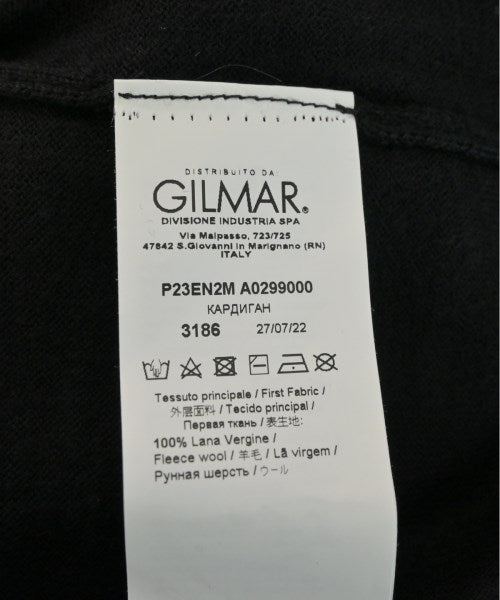 DISTRIBUITO DA
GILMAR®
DIVISIONE INDUSTRIA SPA
Via Malpasso, 723/725
47842 S.Giovanni in Marignano (RN)
ITALY
P23EN2M A0299000
КАРДИГАН
3186 27/07/22
Tessuto principale / First Fabric /
外层面料 / Tecido principal /
Первая ткань / 表生地:
100% Lana Vergine /
Fleece wool / 羊毛 / Lã virgem /
Рунная шерсть / ウール